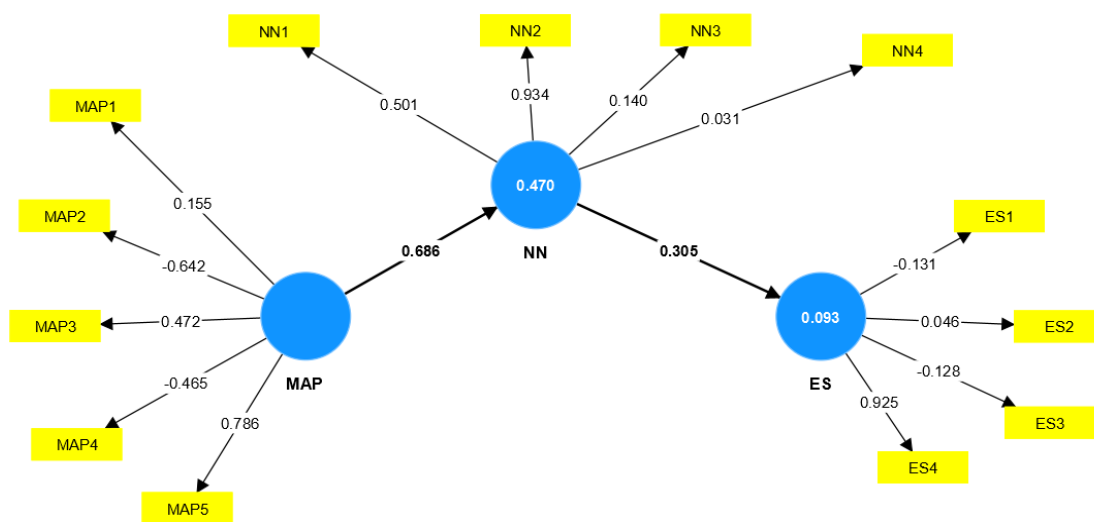 NN1
NN2
NN3
NN4
0.501
0.934
0.140
0.031
MAP1
MAP2
MAP3
MAP4
MAP5
0.155
-0.642
0.472
-0.465
0.786
MAP
0.686
0.470
NN
0.305
0.093
ES
ES1
ES2
ES3
ES4
-0.131
0.046
-0.128
0.925